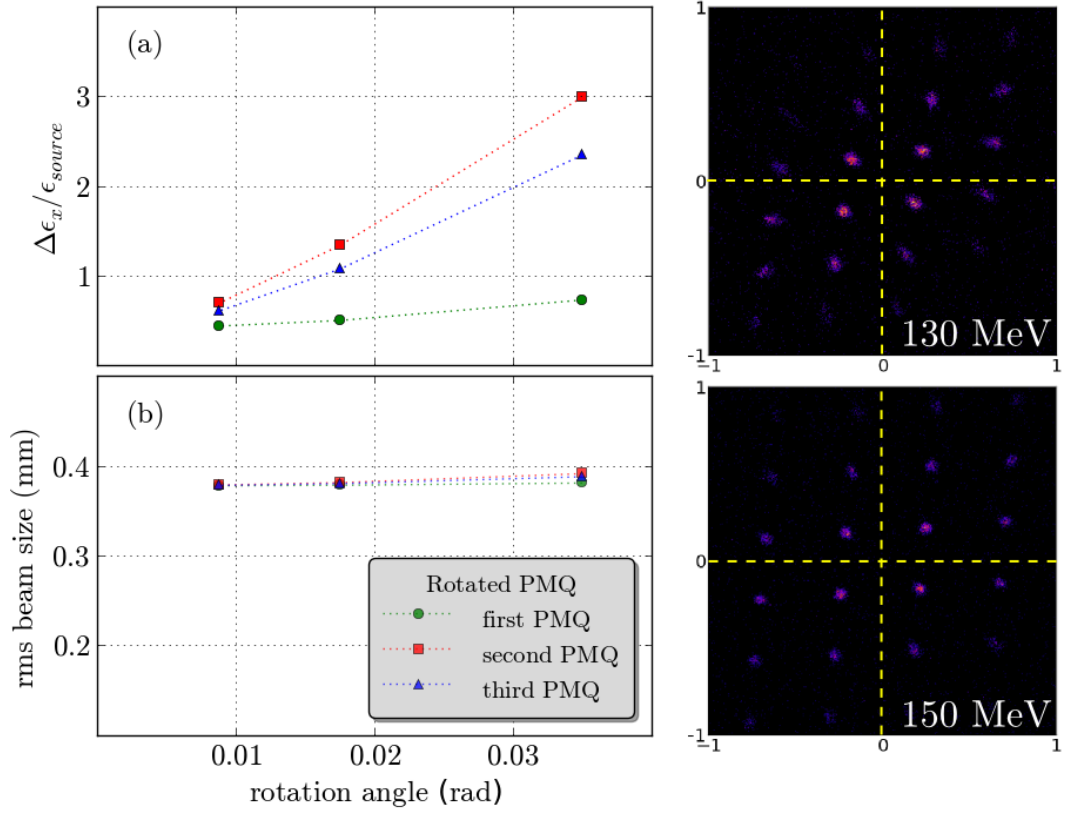 (a)
3
2
1
Δϵx/ϵsource
(b)
0.4
0.3
0.2
rms beam size (mm)
Rotated PMQ
first PMQ
second PMQ
third PMQ
0.01 0.02 0.03
rotation angle (rad)
1
0
-1
130 MeV
−1 0 1
1
0
-1
150 MeV
−1 0 1